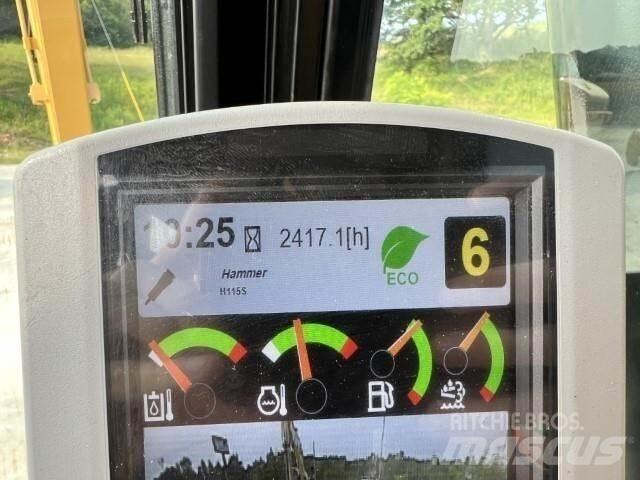 10:25 2417.1[h]
ECO
6
Hammer
H115S
RITCHIE BROS.
MASCUS